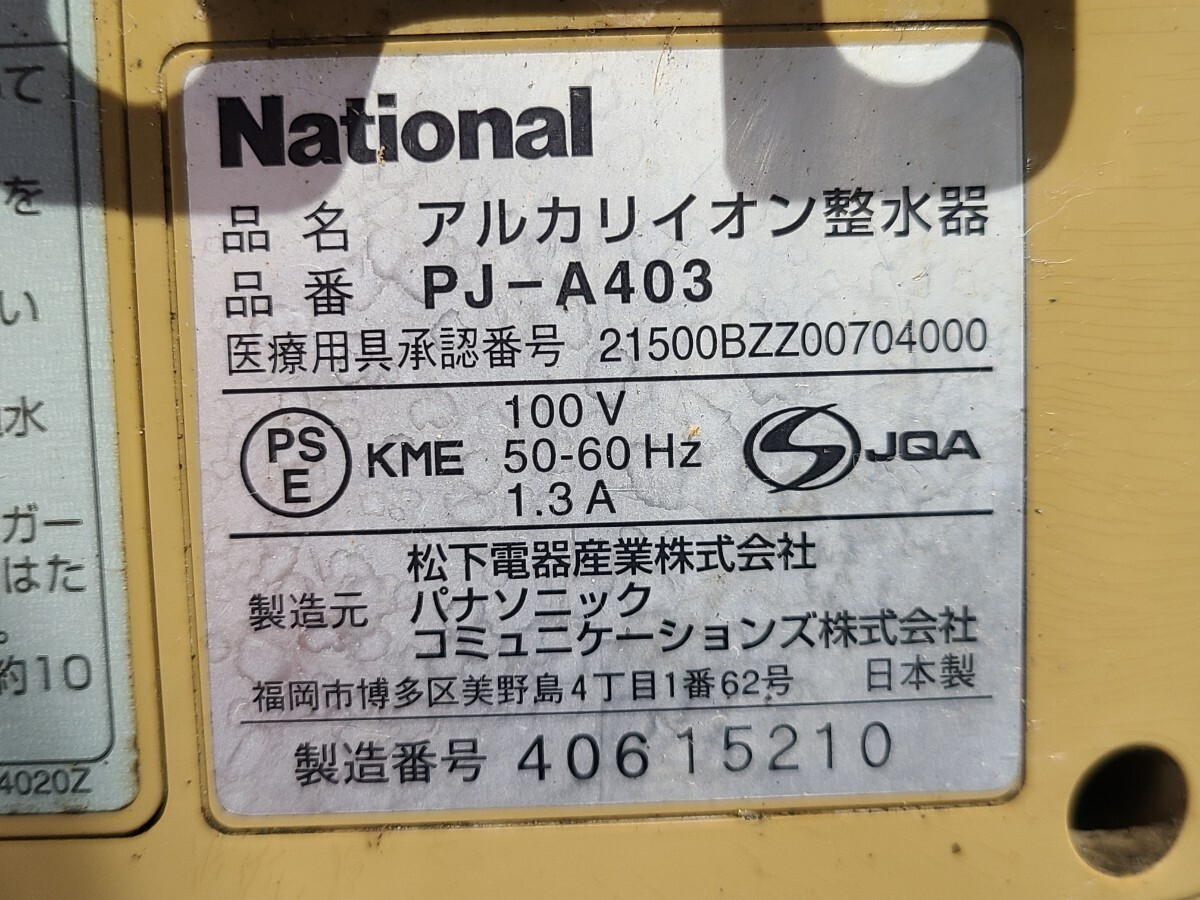 って
を
い
水
ガー
はた
。
約10
4020Z
National
品 名 アルカリイオン整水器
品 番 PJ-A403
医療用具承認番号 21500BZZ00704000
PS
E
KME
100 V
50-60 Hz
1.3 A
JQA
松下電器産業株式会社
製造元 パナソニック
コミュニケーションズ株式会社
福岡市博多区美野島4丁目1番62号 日本製
製造番号 40615210